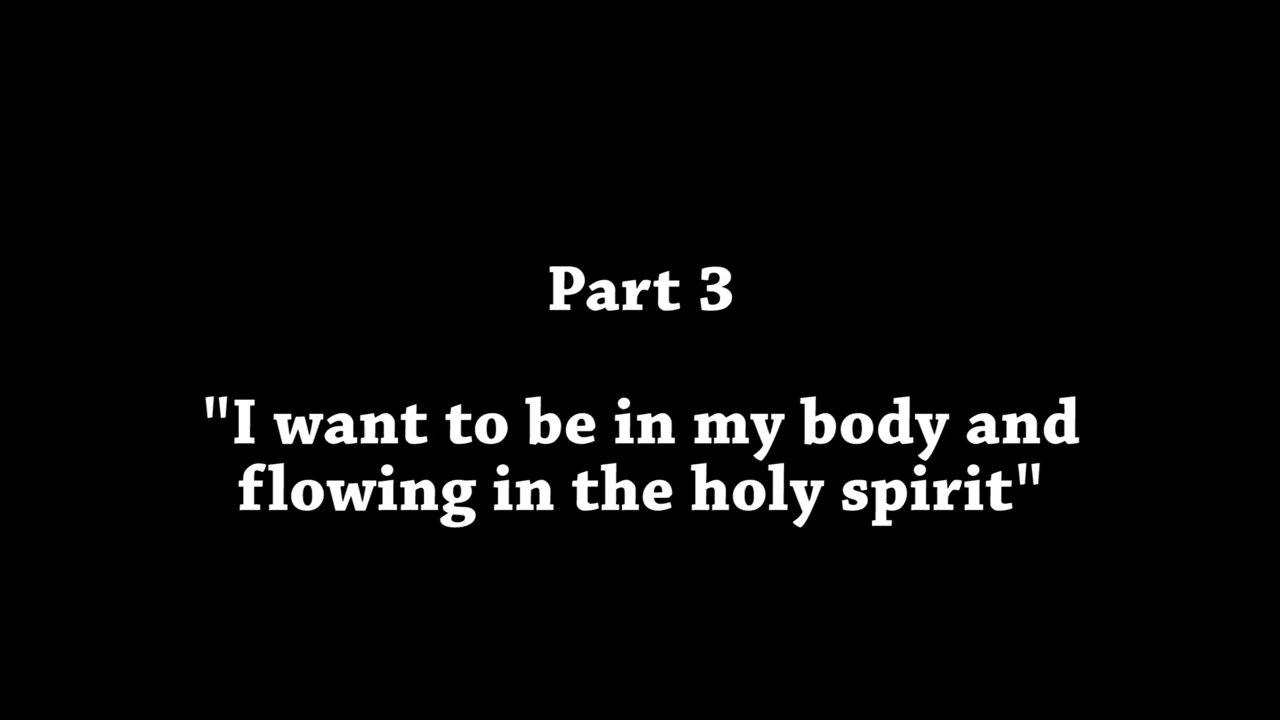 Part 3
"I want to be in my body and
flowing in the holy spirit"